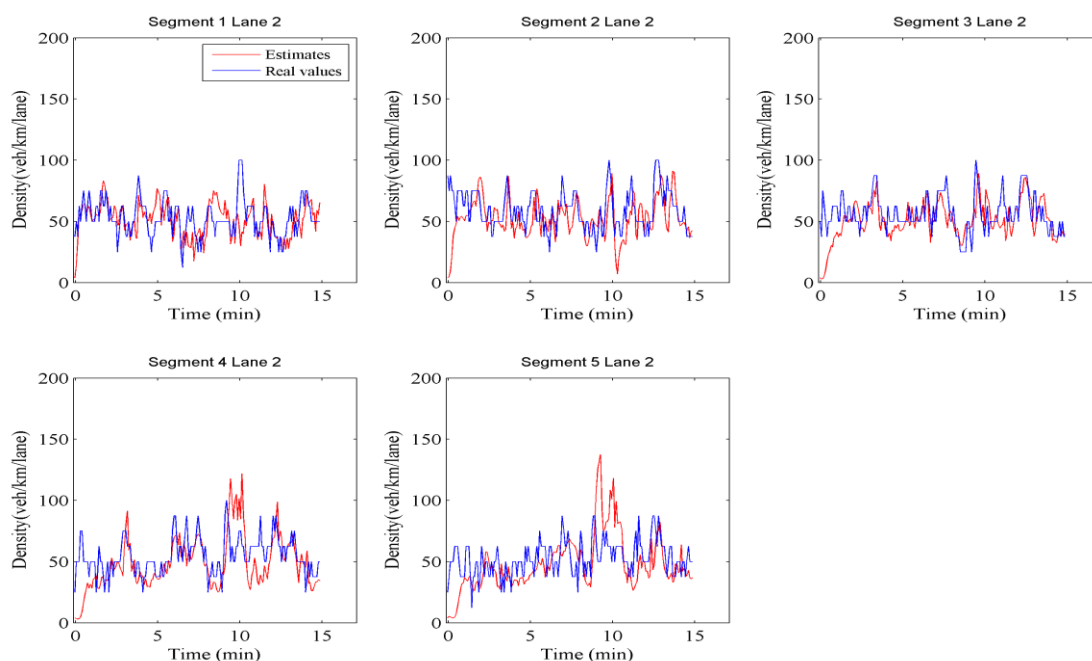 Segment 1 Lane 2
Segment 2 Lane 2
Segment 3 Lane 2
200
150
100
50
0
Density(veh/km/lane)
Estimates
Real values
0 5 10 15
Time (min)
200
150
100
50
0
Density(veh/km/lane)
0 5 10 15
Time (min)
200
150
100
50
0
Density(veh/km/lane)
0 5 10 15
Time (min)
Segment 4 Lane 2
Segment 5 Lane 2
200
150
100
50
0
Density(veh/km/lane)
0 5 10 15
Time (min)
200
150
100
50
0
Density(veh/km/lane)
0 5 10 15
Time (min)